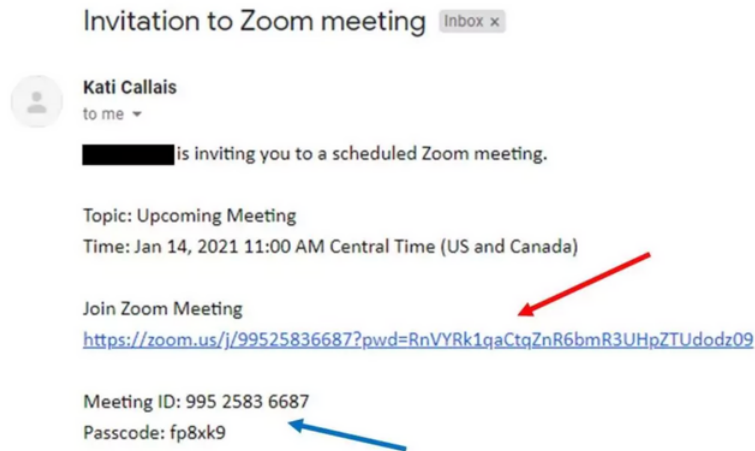 Invitation to Zoom meeting Inbox x
Kati Callais
to me
is inviting you to a scheduled Zoom meeting.
Topic: Upcoming Meeting
Time: Jan 14, 2021 11:00 AM Central Time (US and Canada)
Join Zoom Meeting
https://zoom.us/j/99525836687?pwd=RnVYRk1qaCtqZnR6bmR3UHpZTUdodz09
Meeting ID: 995 2583 6687
Passcode: fp8xk9